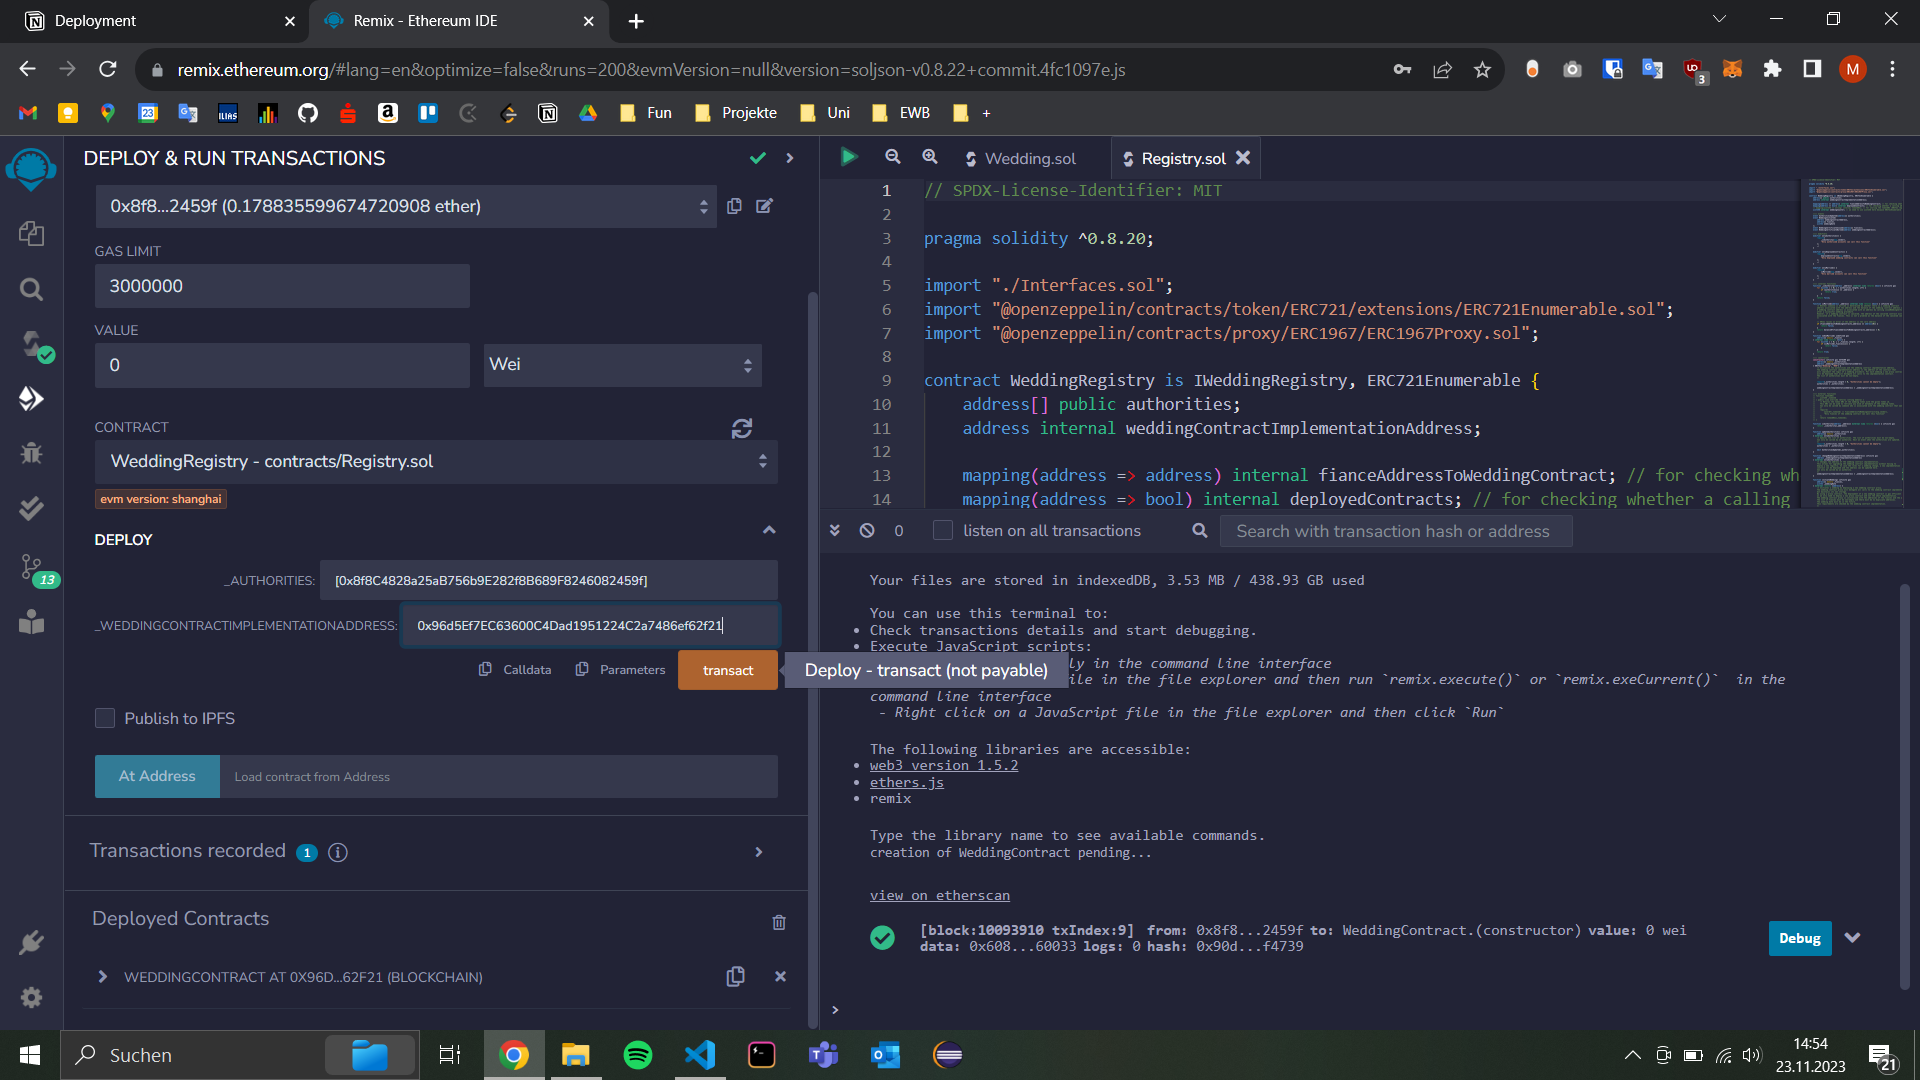 Deployment
Remix - Ethereum IDE
remix.ethereum.org/#lang=en&optimize=false&runs=200&evmVersion=null&version=soljson-v0.8.22+commit.4fc1097e.js
3
M
23
ILIAS
Fun
Projekte
Uni
EWB
+
DEPLOY & RUN TRANSACTIONS
0x8f8...2459f (0.178835599674720908 ether)
GAS LIMIT
3000000
VALUE
0
Wei
CONTRACT
WeddingRegistry - contracts/Registry.sol
evm version: shanghai
DEPLOY
_AUTHORITIES:
[0x8f8C4828a25aB756b9E282f8B689F8246082459f]
_WEDDINGCONTRACTIMPLEMENTATIONADDRESS:
0x96d5Ef7EC63600C4Dad1951224C2a7486ef62f21
Calldata
Parameters
transact
Deploy - transact (not payable)
Publish to IPFS
At Address
Load contract from Address
Transactions recorded 1
Deployed Contracts
WEDDINGCONTRACT AT 0X96D...62F21 (BLOCKCHAIN)
13
Wedding.sol
Registry.sol
1 // SPDX-License-Identifier: MIT
2
3 pragma solidity ^0.8.20;
4
5 import "./Interfaces.sol";
6 import "@openzeppelin/contracts/token/ERC721/extensions/ERC721Enumerable.sol";
7 import "@openzeppelin/contracts/proxy/ERC1967/ERC1967Proxy.sol";
8
9 contract WeddingRegistry is IWeddingRegistry, ERC721Enumerable {
10 address[] public authorities;
11 address internal weddingContractImplementationAddress;
12
13 mapping(address => address) internal fianceAddressToWeddingContract; // for checking wh
14 mapping(address => bool) internal deployedContracts; // for checking whether a calling
0
listen on all transactions
Search with transaction hash or address
Your files are stored in indexedDB, 3.53 MB / 438.93 GB used
You can use this terminal to:
• Check transactions details and start debugging.
• Execute JavaScript scripts:
ly in the command line interface
ile in the file explorer and then run `remix.execute()` or `remix.exeCurrent()` in the
command line interface
- Right click on a JavaScript file in the file explorer and then click `Run`
The following libraries are accessible:
• web3 version 1.5.2
• ethers.js
• remix
Type the library name to see available commands.
creation of WeddingContract pending...
view on etherscan
[block:10093910 txIndex:9] from: 0x8f8...2459f to: WeddingContract.(constructor) value: 0 wei
data: 0x608...60033 logs: 0 hash: 0x90d...f4739
Debug
>
Suchen
14:54
23.11.2023
21